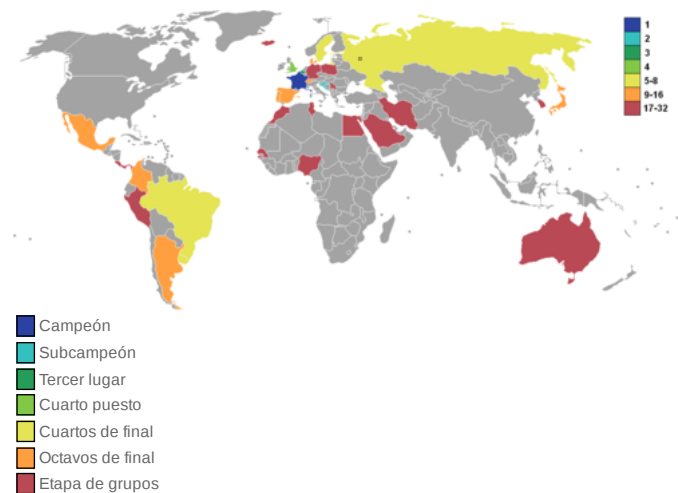 1
2
3
4
5-8
9-16
17-32
Campeón
Subcampeón
Tercer lugar
Cuarto puesto
Cuartos de final
Octavos de final
Etapa de grupos